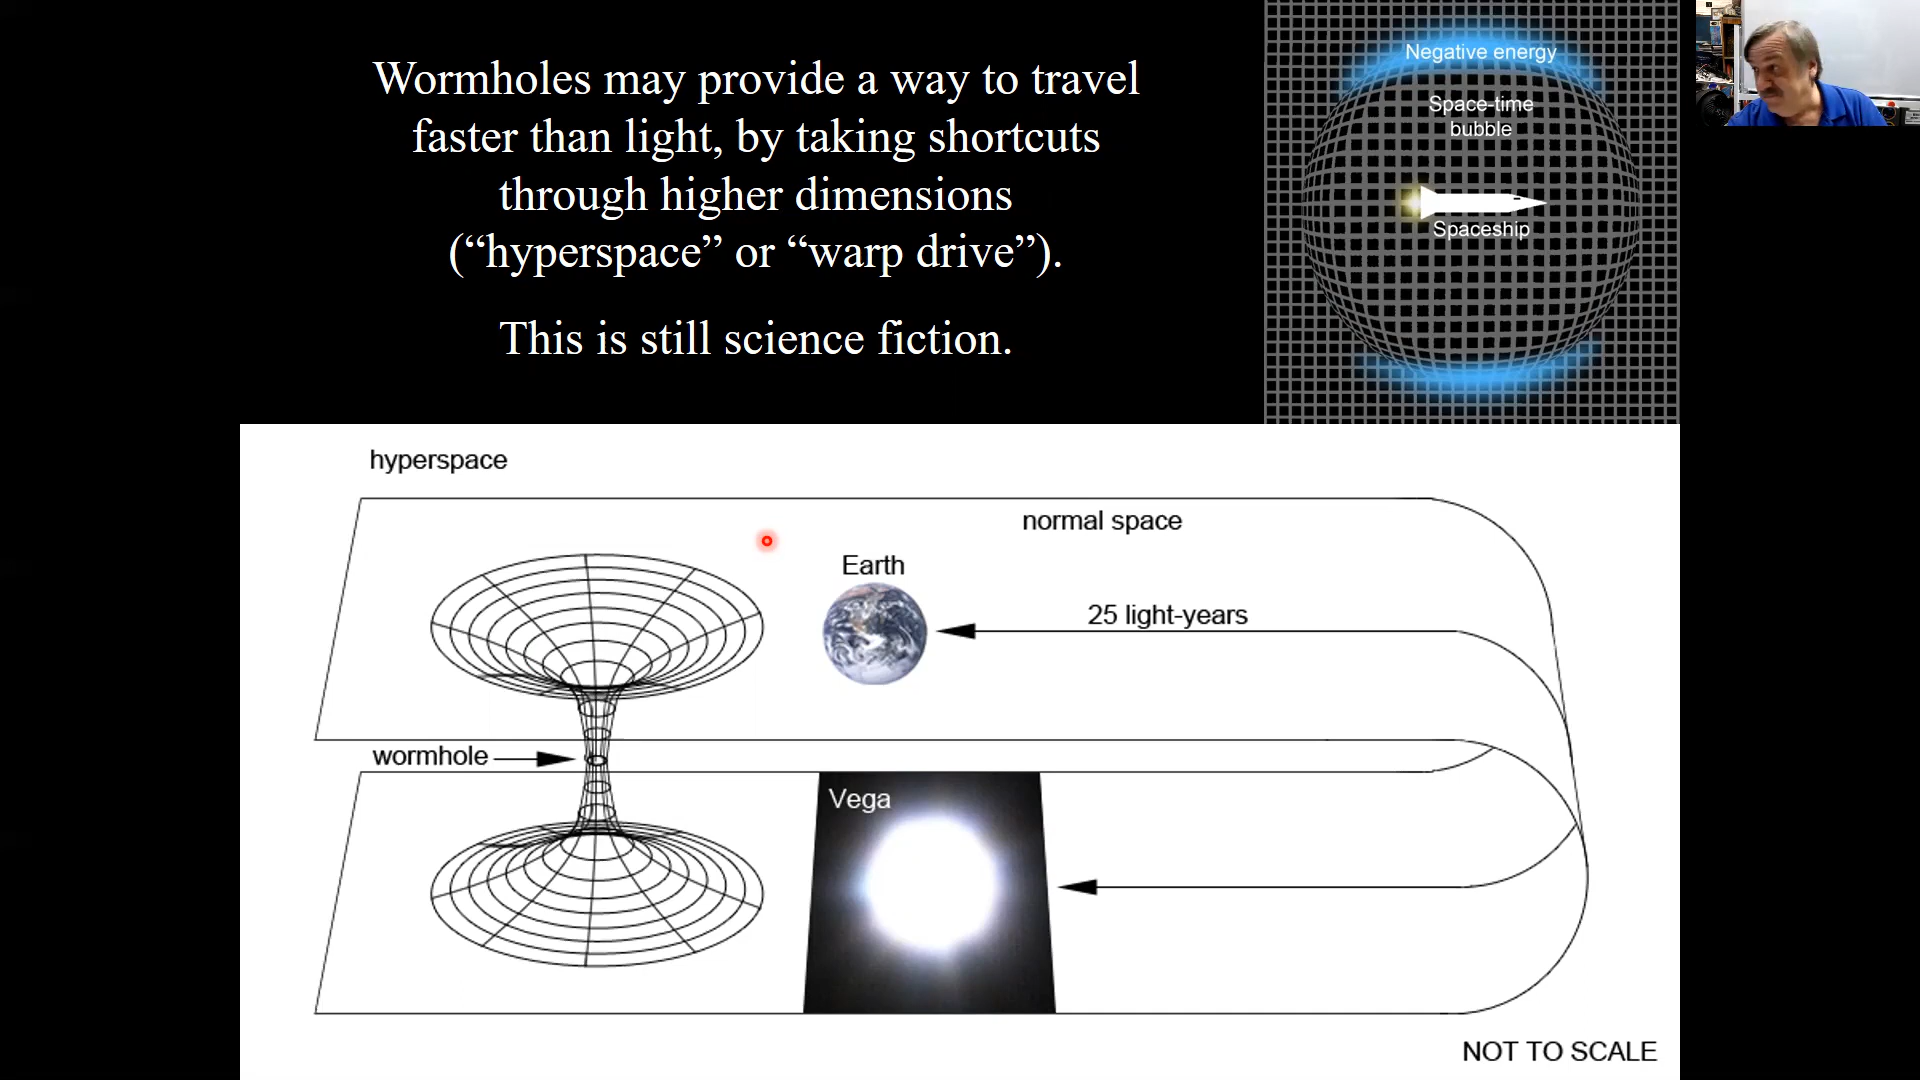 Wormholes may provide a way to travel
faster than light, by taking shortcuts
through higher dimensions
(“hyperspace” or “warp drive”).
This is still science fiction.
Negative energy
Space-time
bubble
Spaceship
hyperspace
normal space
Earth
25 light-years
wormhole
Vega
NOT TO SCALE